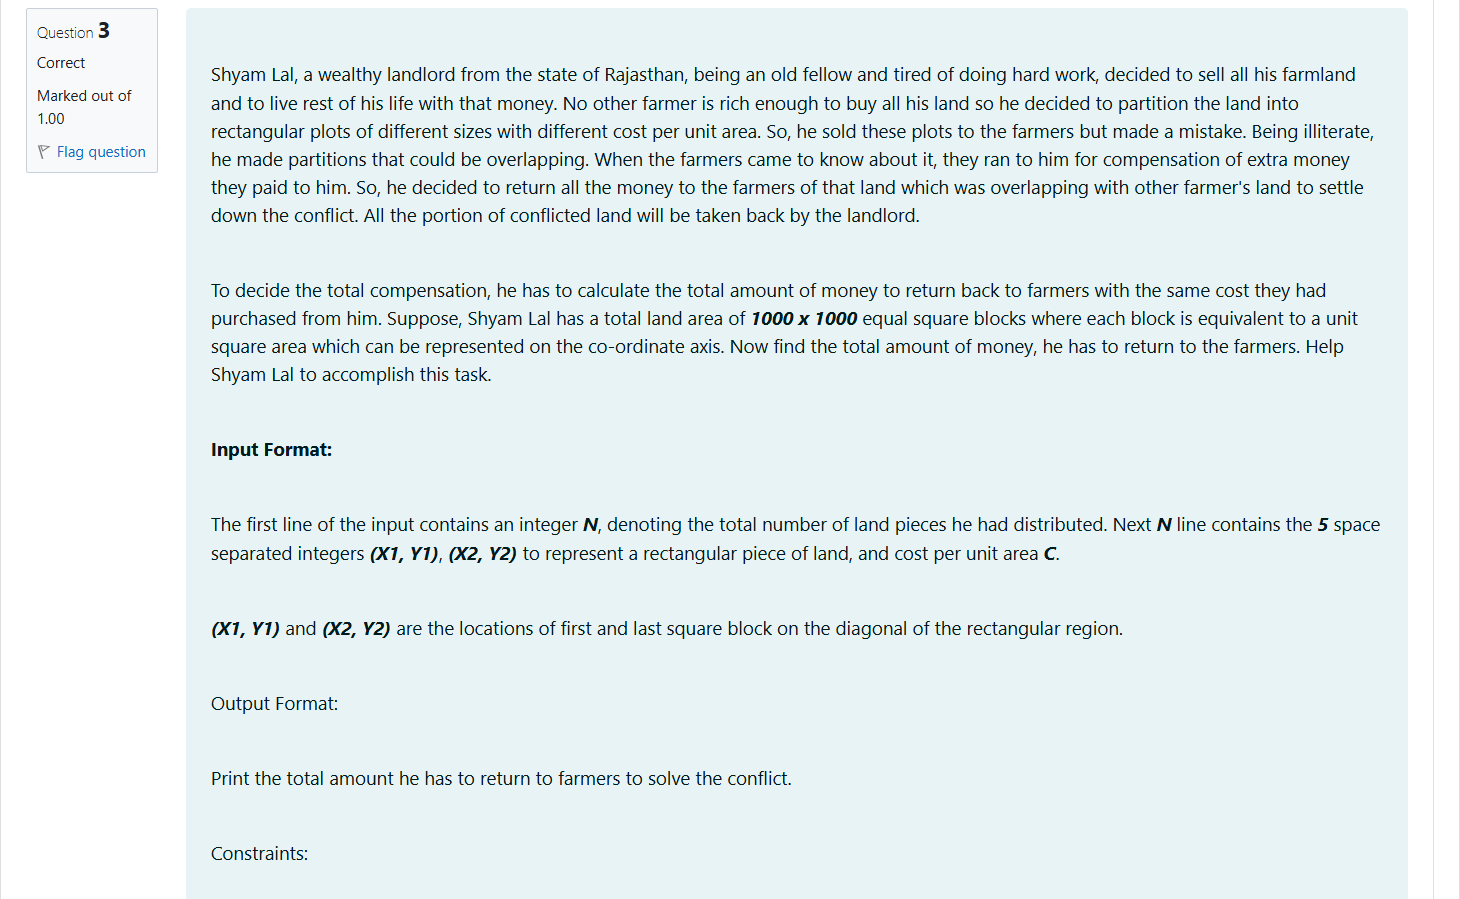 Question 3
Correct
Marked out of
1.00
Flag question
Shyam Lal, a wealthy landlord from the state of Rajasthan, being an old fellow and tired of doing hard work, decided to sell all his farmland
and to live rest of his life with that money. No other farmer is rich enough to buy all his land so he decided to partition the land into
rectangular plots of different sizes with different cost per unit area. So, he sold these plots to the farmers but made a mistake. Being illiterate,
he made partitions that could be overlapping. When the farmers came to know about it, they ran to him for compensation of extra money
they paid to him. So, he decided to return all the money to the farmers of that land which was overlapping with other farmer's land to settle
down the conflict. All the portion of conflicted land will be taken back by the landlord.
To decide the total compensation, he has to calculate the total amount of money to return back to farmers with the same cost they had
purchased from him. Suppose, Shyam Lal has a total land area of 1000 x 1000 equal square blocks where each block is equivalent to a unit
square area which can be represented on the co-ordinate axis. Now find the total amount of money, he has to return to the farmers. Help
Shyam Lal to accomplish this task.
Input Format:
The first line of the input contains an integer N, denoting the total number of land pieces he had distributed. Next N line contains the 5 space
separated integers (X1, Y1), (X2, Y2) to represent a rectangular piece of land, and cost per unit area C.
(X1, Y1) and (X2, Y2) are the locations of first and last square block on the diagonal of the rectangular region.
Output Format:
Print the total amount he has to return to farmers to solve the conflict.
Constraints: